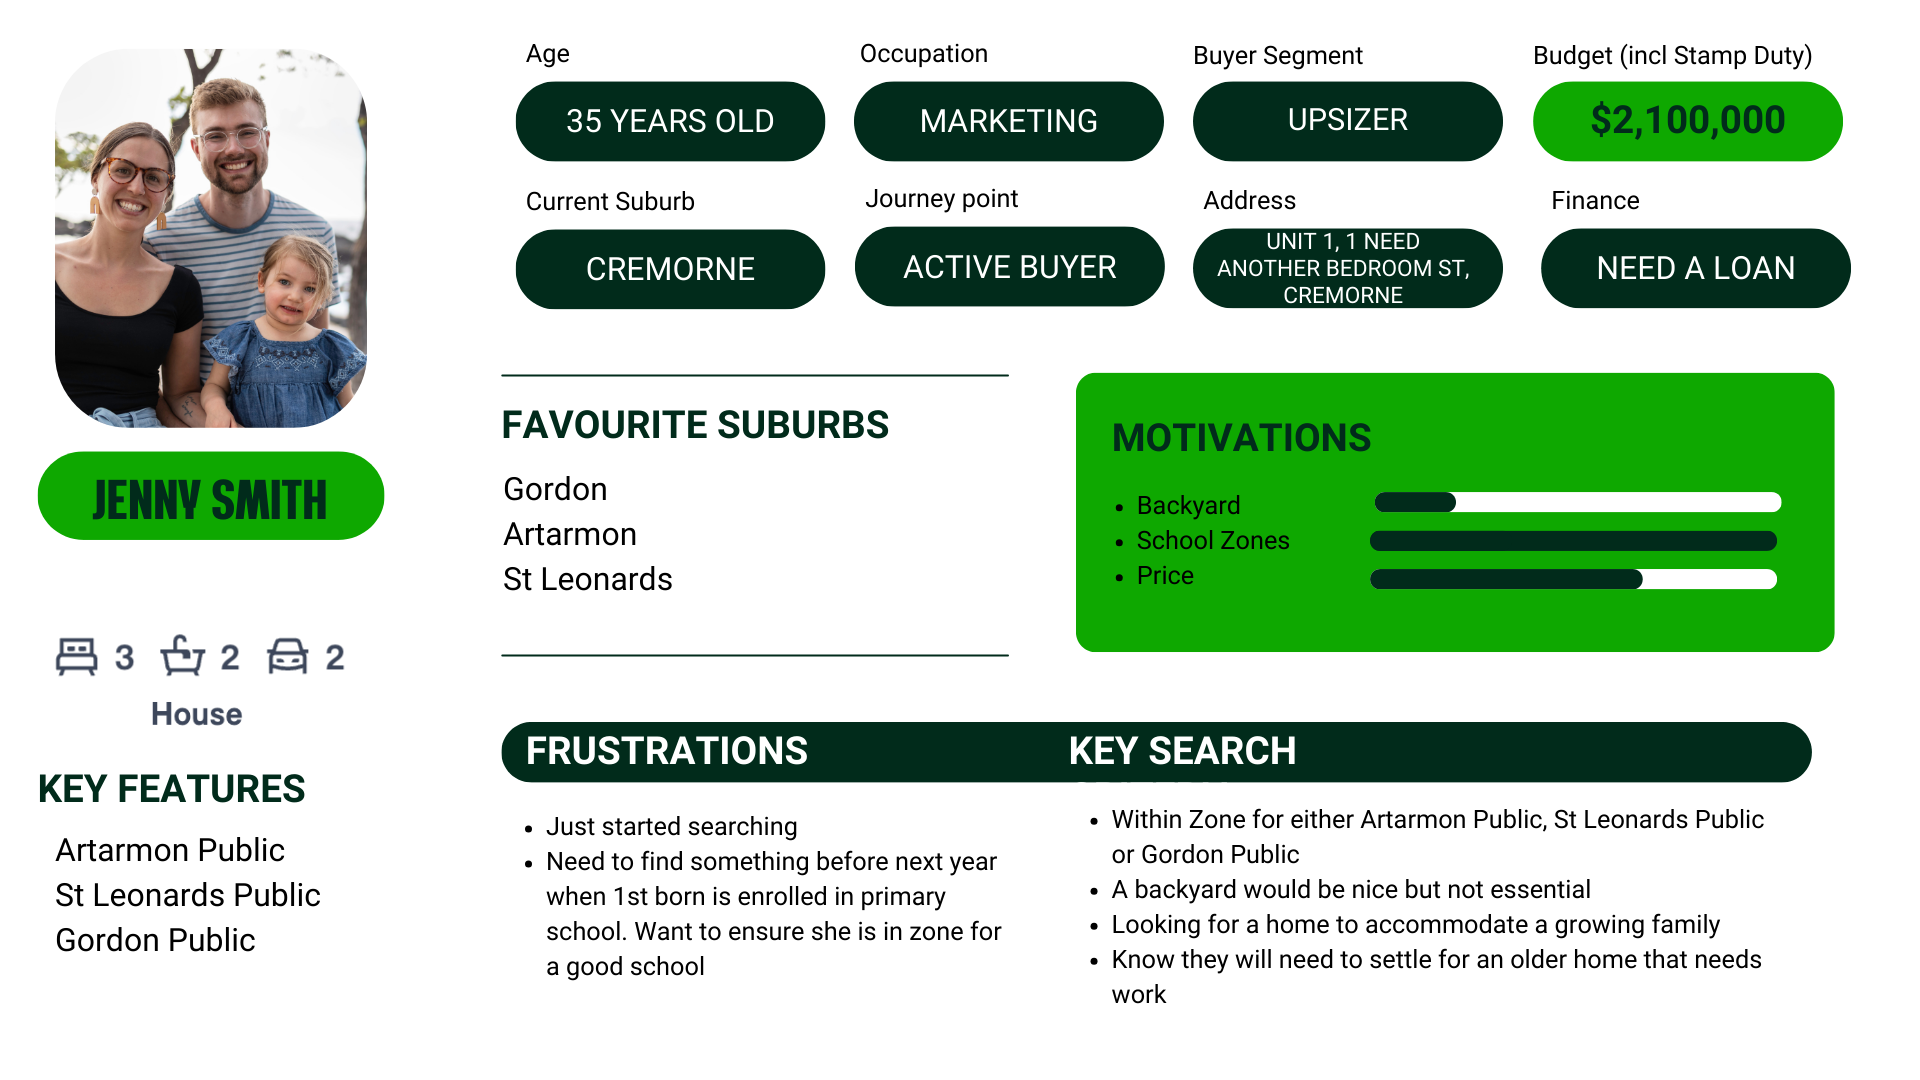 Age
35 YEARS OLD
Occupation
MARKETING
Buyer Segment
UPSIZER
Budget (incl Stamp Duty)
$2,100,000
Current Suburb
CREMORNE
Journey point
ACTIVE BUYER
Address
UNIT 1, 1 NEED
ANOTHER BEDROOM ST,
CREMORNE
Finance
NEED A LOAN
JENNY SMITH
3 2 2
House
KEY FEATURES
Artarmon Public
St Leonards Public
Gordon Public
FAVOURITE SUBURBS
Gordon
Artarmon
St Leonards
MOTIVATIONS
• Backyard
• School Zones
• Price
FRUSTRATIONS
• Just started searching
• Need to find something before next year
when 1st born is enrolled in primary
school. Want to ensure she is in zone for
a good school
KEY SEARCH
• Within Zone for either Artarmon Public, St Leonards Public
or Gordon Public
• A backyard would be nice but not essential
• Looking for a home to accommodate a growing family
• Know they will need to settle for an older home that needs
work